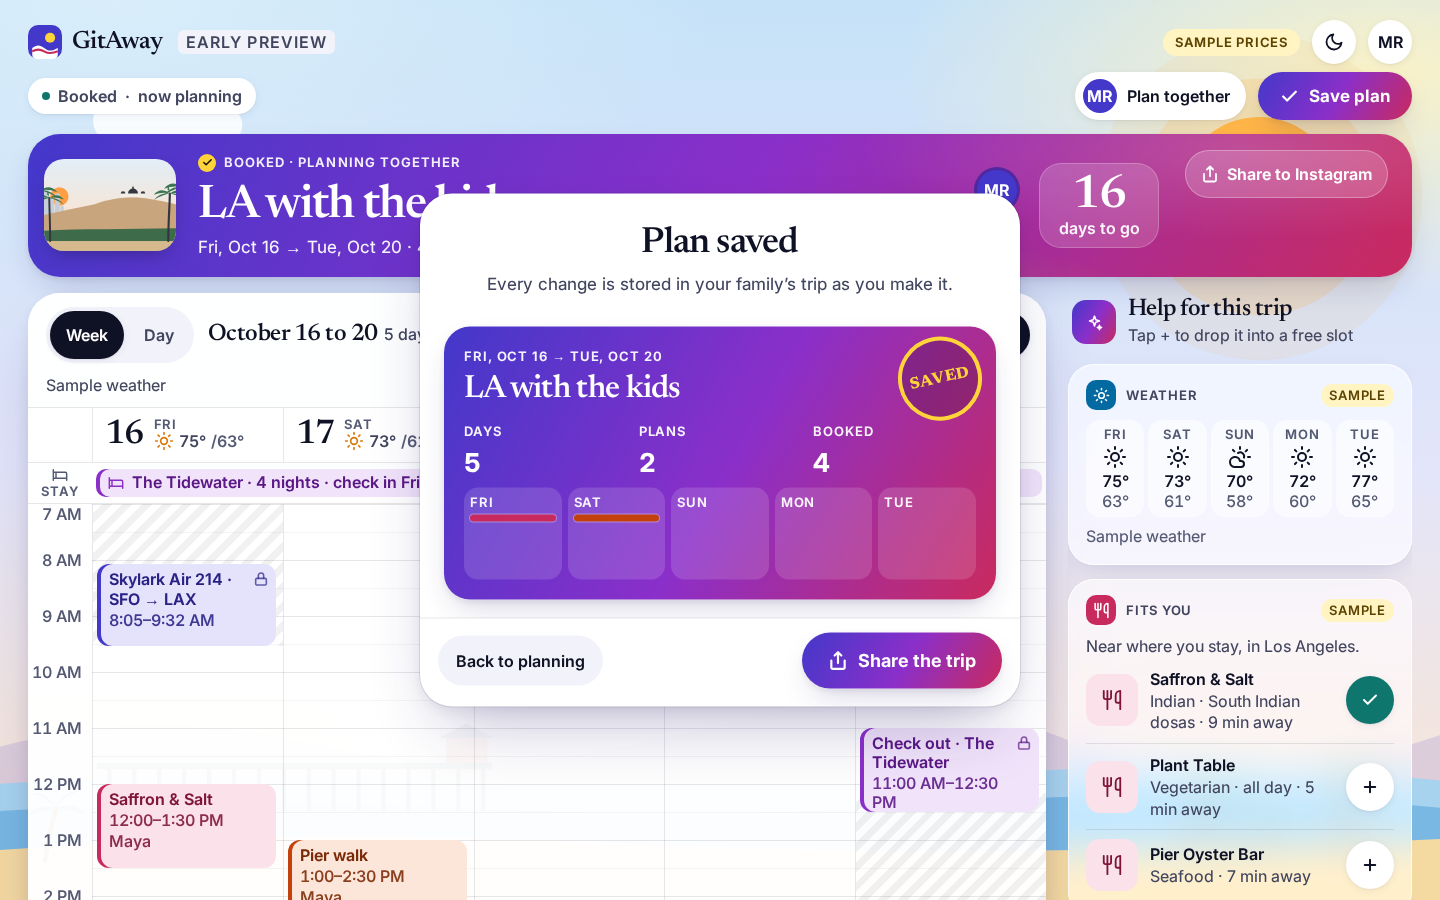 GitAway EARLY PREVIEW
SAMPLE PRICES
MR
Booked · now planning
MR Plan together
Save plan
BOOKED · PLANNING TOGETHER
LA with the kids
Fri, Oct 16 → Tue, Oct 20 ·
MR
16
days to go
Share to Instagram
Plan saved
Every change is stored in your family’s trip as you make it.
FRI, OCT 16 → TUE, OCT 20
LA with the kids
SAVED
DAYS PLANS BOOKED
5 2 4
FRI SAT SUN MON TUE
Back to planning
Share the trip
Week Day October 16 to 20
Sample weather
16 FRI 75° /63°
17 SAT 73°
STAY
The Tidewater · 4 nights · check in Fri
7 AM
8 AM
9 AM
10 AM
11 AM
12 PM
1 PM
2 PM
Skylark Air 214 ·
SFO → LAX
8:05–9:32 AM
Saffron & Salt
12:00–1:30 PM
Maya
Pier walk
1:00–2:30 PM
Maya
Check out · The
Tidewater
11:00 AM–12:30
PM
Help for this trip
Tap + to drop it into a free slot
WEATHER SAMPLE
FRI SAT SUN MON TUE
75° 73° 70° 72° 77°
63° 61° 58° 60° 65°
Sample weather
FITS YOU SAMPLE
Near where you stay, in Los Angeles.
Saffron & Salt
Indian · South Indian
dosas · 9 min away
Plant Table
Vegetarian · all day · 5
min away
Pier Oyster Bar
Seafood · 7 min away